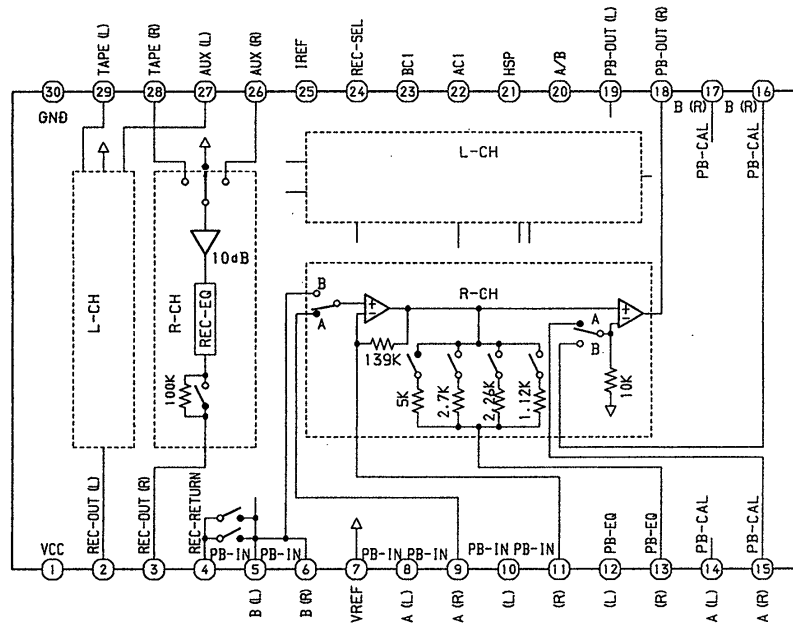 TAPE (L)
TAPE (R)
AUX (L)
AUX (R)
IREF
REC-SEL
BC1
AC1
HSP
A/B
PB-OUT (L)
PB-OUT (R)
30 29 28 27 26 25 24 23 22 21 20 19 18 17 16
GND
B (R)
B (R)
PB-CAL
PB-CAL
L-CH
10dB
R-CH
L-CH
R-CH
REC-EQ
B
A
+
-
A
B
+
-
139K
100K
5K
2.7K
2.26K
1.12K
10K
REC-OUT (L)
REC-OUT (R)
REC-RETURN
PB-EQ
PB-EQ
PB-CAL
PB-CAL
VCC
PB-IN PB-IN
PB-IN PB-IN
PB-IN PB-IN
1 2 3 4 5 6 7 8 9 10 11 12 13 14 15
B (L)
B (R)
VREF
A (L)
A (R)
(L)
(R)
(L)
(R)
A (L)
A (R)